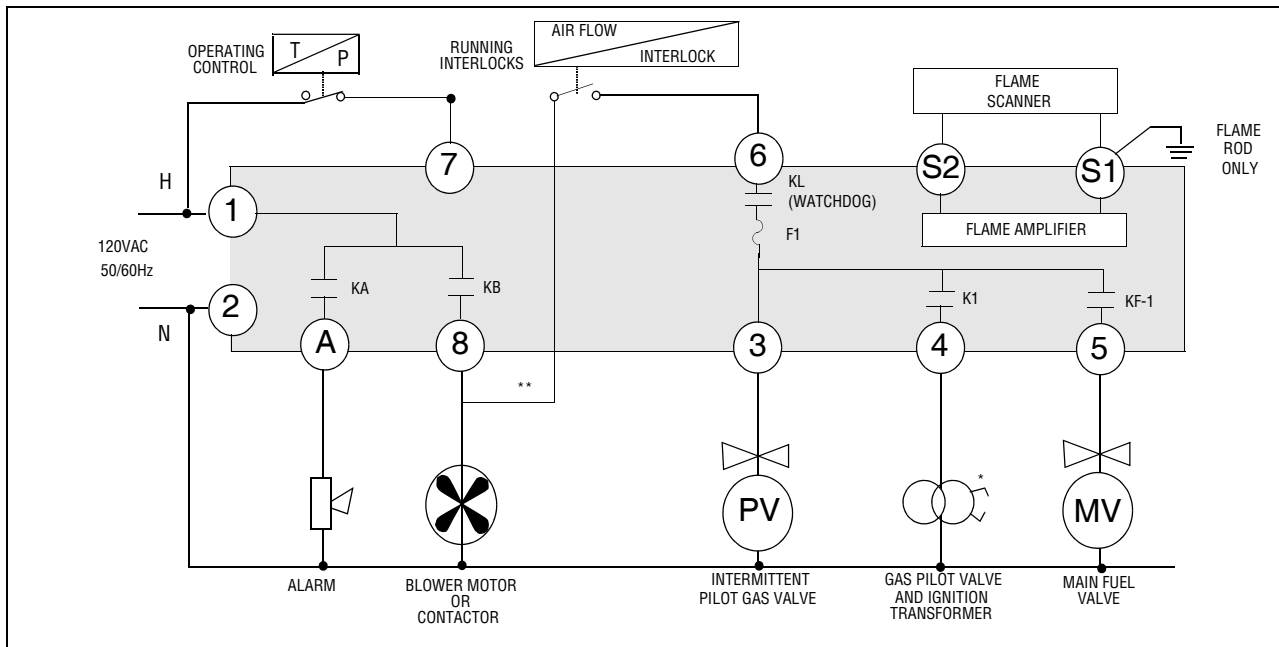 OPERATING
CONTROL
T
P
RUNNING
INTERLOCKS
AIR FLOW
INTERLOCK
FLAME
SCANNER
FLAME
ROD
ONLY
7
6
S2
S1
H
1
KL
(WATCHDOG)
F1
FLAME AMPLIFIER
120VAC
50/60Hz
2
N
KA
KB
K1
KF-1
A
8
3
4
5
**
*
PV
MV
ALARM
BLOWER MOTOR
OR
CONTACTOR
INTERMITTENT
PILOT GAS VALVE
GAS PILOT VALVE
AND IGNITION
TRANSFORMER
MAIN FUEL
VALVE